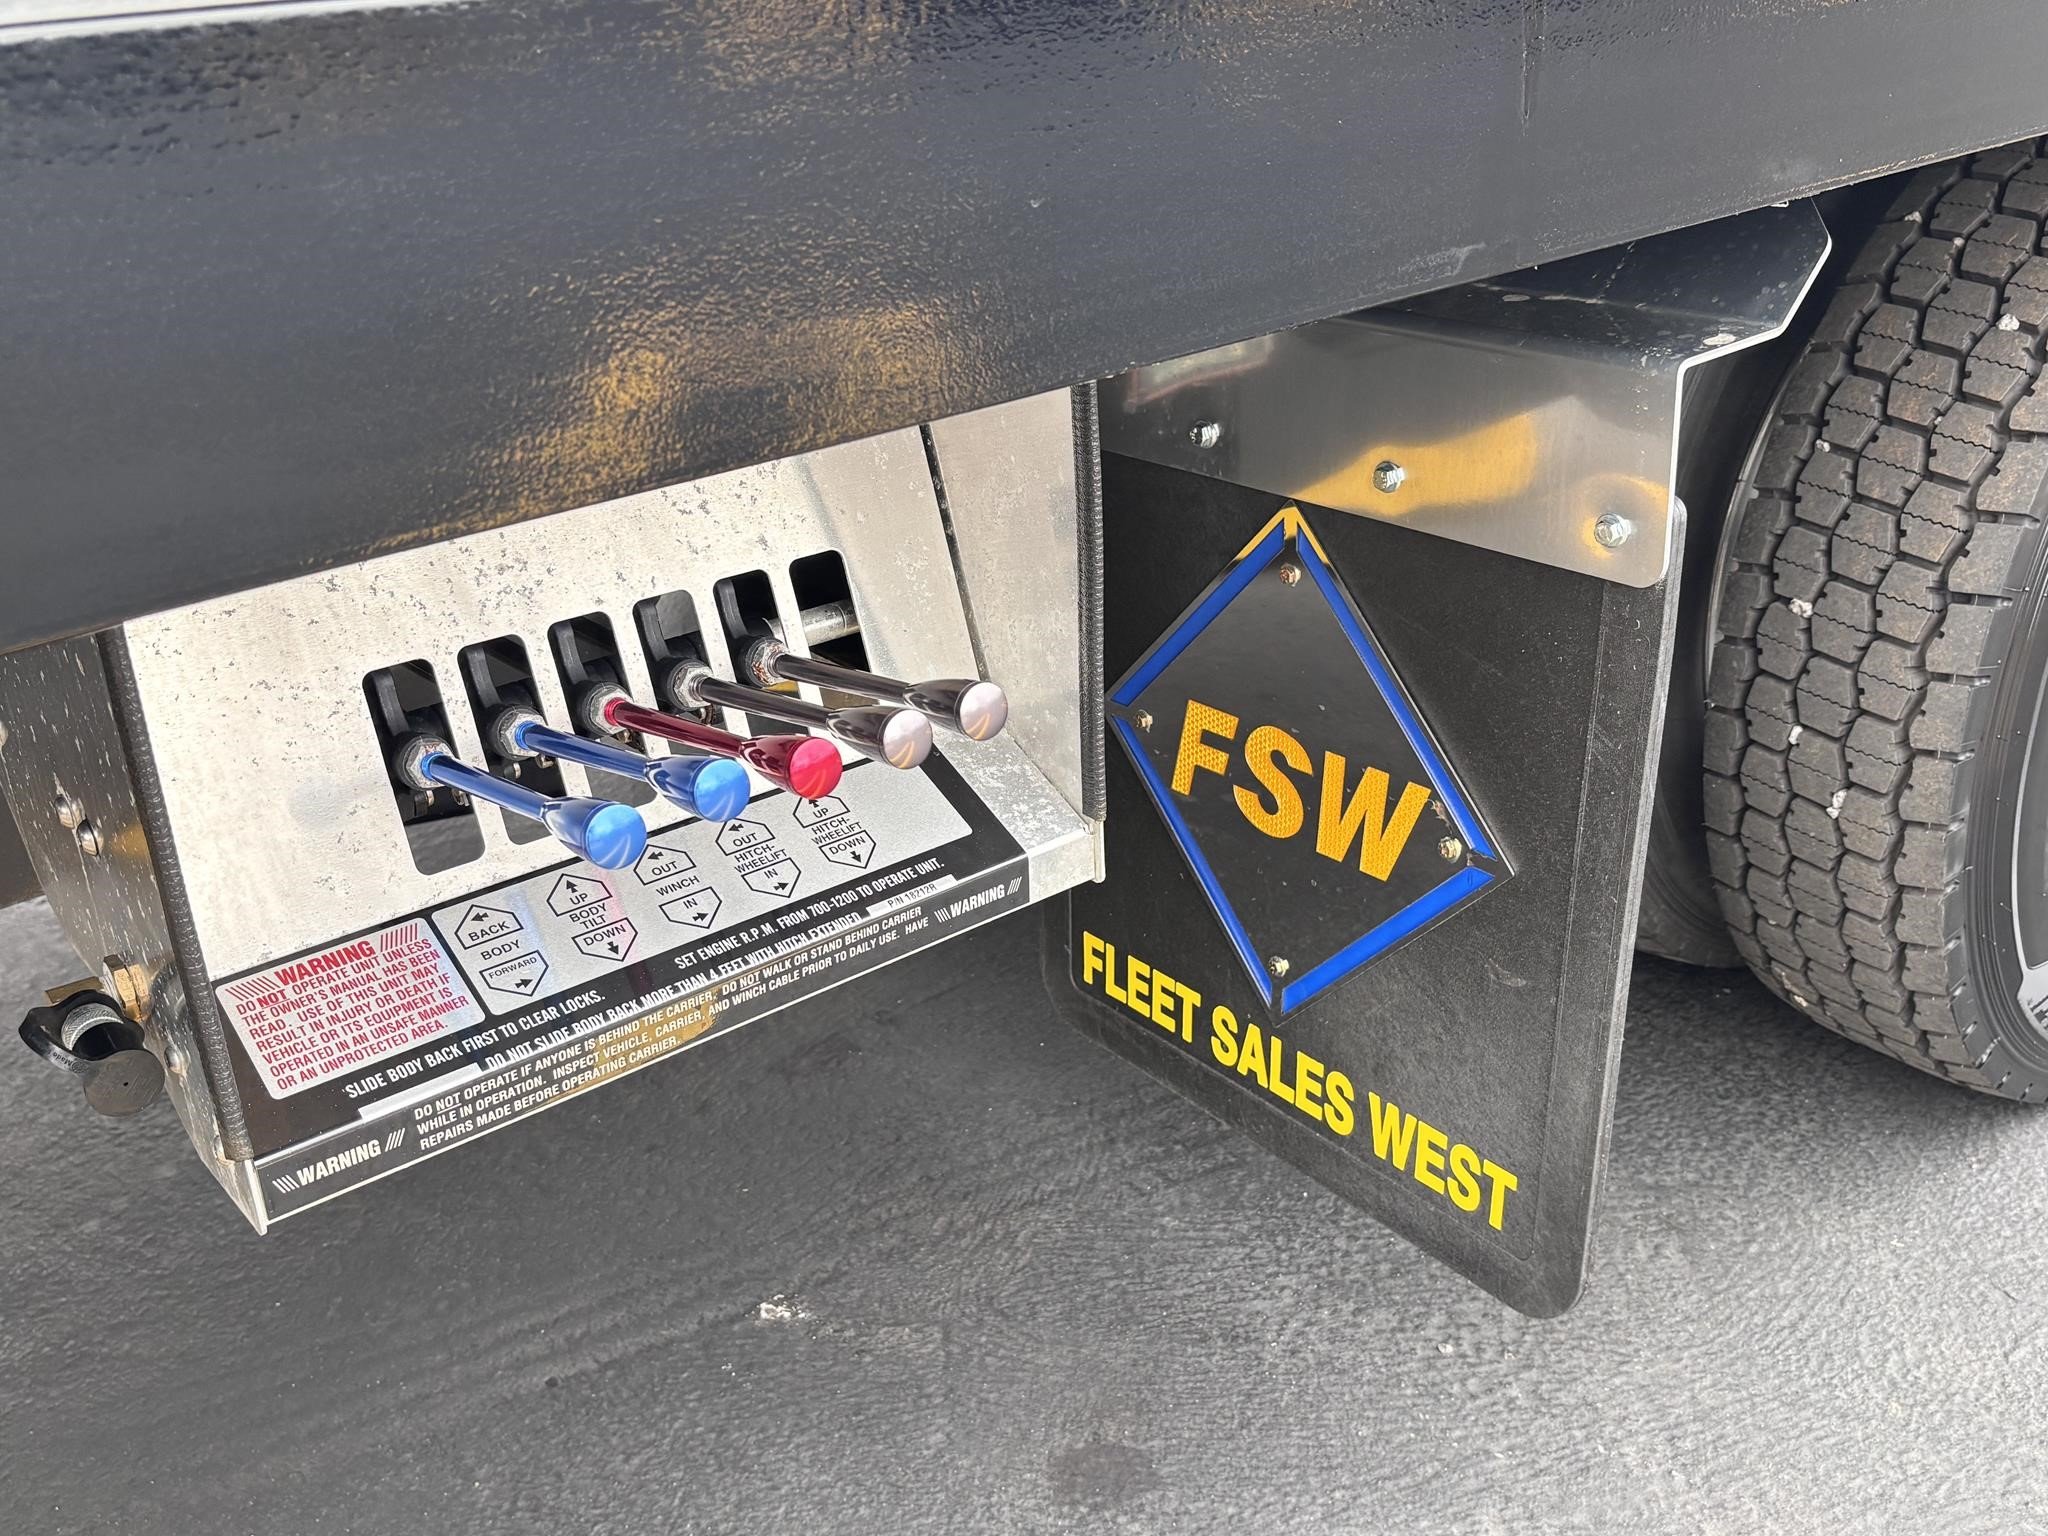 WARNING
DO NOT OPERATE UNIT UNLESS
THE OWNER'S MANUAL HAS BEEN
READ. USE OF THIS UNIT MAY
RESULT IN INJURY OR DEATH IF
VEHICLE OR ITS EQUIPMENT IS
OPERATED IN AN UNSAFE MANNER
OR AN UNPROTECTED AREA.
BACK
BODY
FORWARD
UP
BODY
TILT
DOWN
OUT
WINCH
IN
OUT
HITCH-
WHEELIFT
IN
UP
HITCH-
WHEELIFT
DOWN
SLIDE BODY BACK FIRST TO CLEAR LOCKS.
SET ENGINE R.P.M. FROM 700-1200 TO OPERATE UNIT.
DO NOT SLIDE BODY BACK MORE THAN 4 FEET WITH HITCH EXTENDED
P/N 18212R
WARNING
DO NOT OPERATE IF ANYONE IS BEHIND THE CARRIER. DO NOT WALK OR STAND BEHIND CARRIER
WHILE IN OPERATION. INSPECT VEHICLE, CARRIER, AND WINCH CABLE PRIOR TO DAILY USE. HAVE
REPAIRS MADE BEFORE OPERATING CARRIER.
WARNING
FSW
FLEET SALES WEST